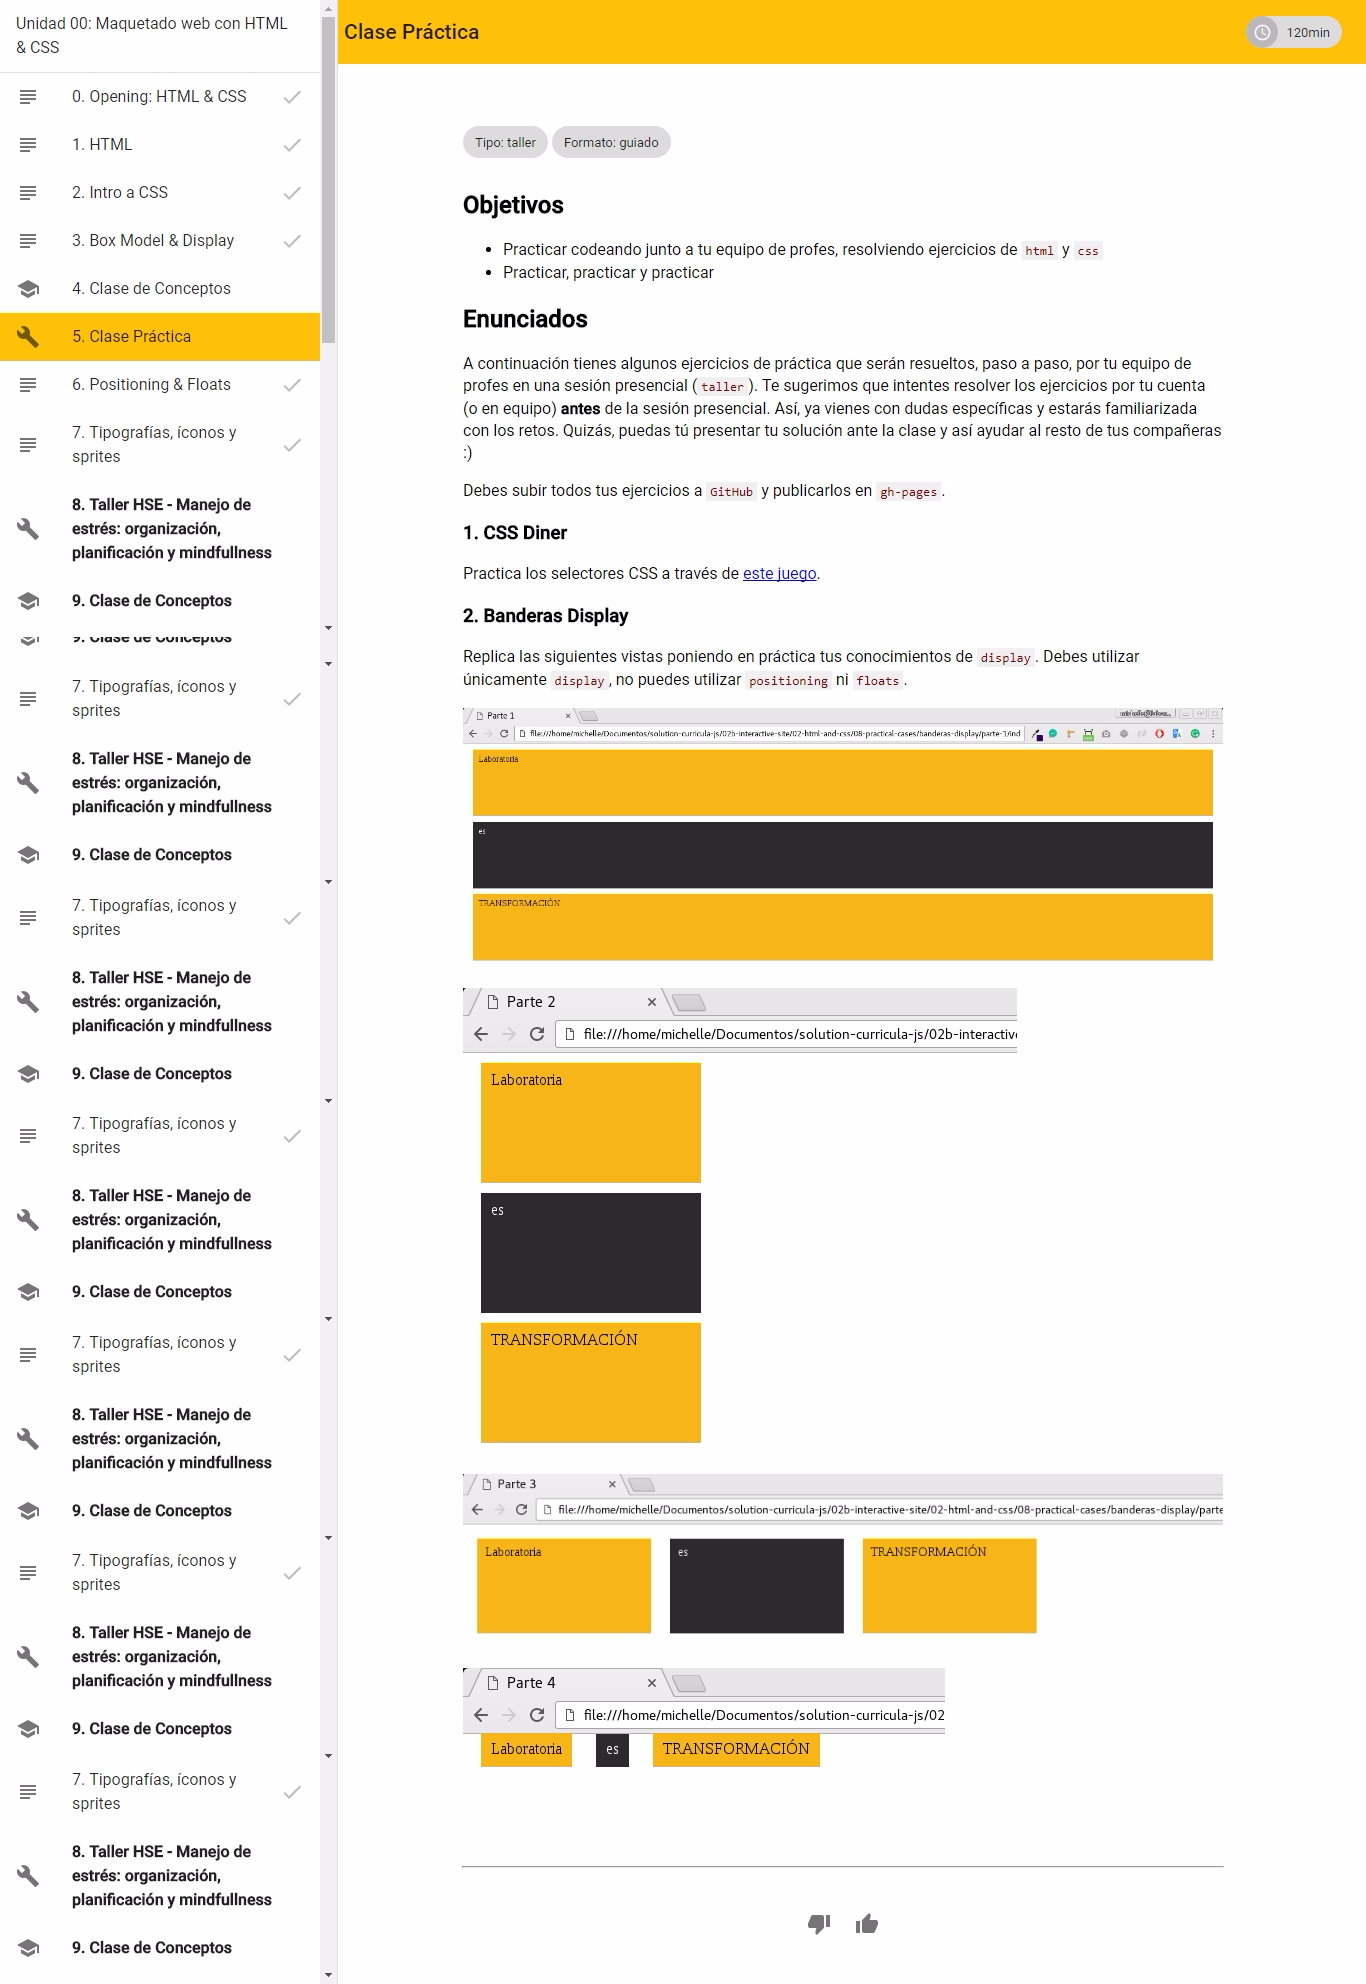 Unidad 00: Maquetado web con HTML
& CSS
0. Opening: HTML & CSS
1. HTML
2. Intro a CSS
3. Box Model & Display
4. Clase de Conceptos
5. Clase Práctica
6. Positioning & Floats
7. Tipografías, íconos y
sprites
8. Taller HSE - Manejo de
estrés: organización,
planificación y mindfullness
9. Clase de Conceptos
9. Clase de Conceptos
7. Tipografías, íconos y
sprites
8. Taller HSE - Manejo de
estrés: organización,
planificación y mindfullness
9. Clase de Conceptos
7. Tipografías, íconos y
sprites
8. Taller HSE - Manejo de
estrés: organización,
planificación y mindfullness
9. Clase de Conceptos
7. Tipografías, íconos y
sprites
8. Taller HSE - Manejo de
estrés: organización,
planificación y mindfullness
9. Clase de Conceptos
7. Tipografías, íconos y
sprites
8. Taller HSE - Manejo de
estrés: organización,
planificación y mindfullness
9. Clase de Conceptos
7. Tipografías, íconos y
sprites
8. Taller HSE - Manejo de
estrés: organización,
planificación y mindfullness
9. Clase de Conceptos
7. Tipografías, íconos y
sprites
8. Taller HSE - Manejo de
estrés: organización,
planificación y mindfullness
9. Clase de Conceptos
Clase Práctica
120min
Tipo: taller
Formato: guiado
Objetivos
• Practicar codeando junto a tu equipo de profes, resolviendo ejercicios de html y css
• Practicar, practicar y practicar
Enunciados
A continuación tienes algunos ejercicios de práctica que serán resueltos, paso a paso, por tu equipo de
profes en una sesión presencial ( taller ). Te sugerimos que intentes resolver los ejercicios por tu cuenta
(o en equipo) antes de la sesión presencial. Así, ya vienes con dudas específicas y estarás familiarizada
con los retos. Quizás, puedas tú presentar tu solución ante la clase y así ayudar al resto de tus compañeras
:)
Debes subir todos tus ejercicios a GitHub y publicarlos en gh-pages.
1. CSS Diner
Practica los selectores CSS a través de este juego.
2. Banderas Display
Replica las siguientes vistas poniendo en práctica tus conocimientos de display. Debes utilizar
únicamente display, no puedes utilizar positioning ni floats.
Parte 1
file:///home/michelle/Documentos/solution-curricula-js/02b-interactive-site/02-html-and-css/08-practical-cases/banderas-display/parte-1/ind
Laboratoria
es
TRANSFORMACIÓN
Parte 2
file:///home/michelle/Documentos/solution-curricula-js/02b-interactive
Laboratoria
es
TRANSFORMACIÓN
Parte 3
file:///home/michelle/Documentos/solution-curricula-js/02b-interactive-site/02-html-and-css/08-practical-cases/banderas-display/parte
Laboratoria
es
TRANSFORMACIÓN
Parte 4
file:///home/michelle/Documentos/solution-curricula-js/02
Laboratoria
es
TRANSFORMACIÓN